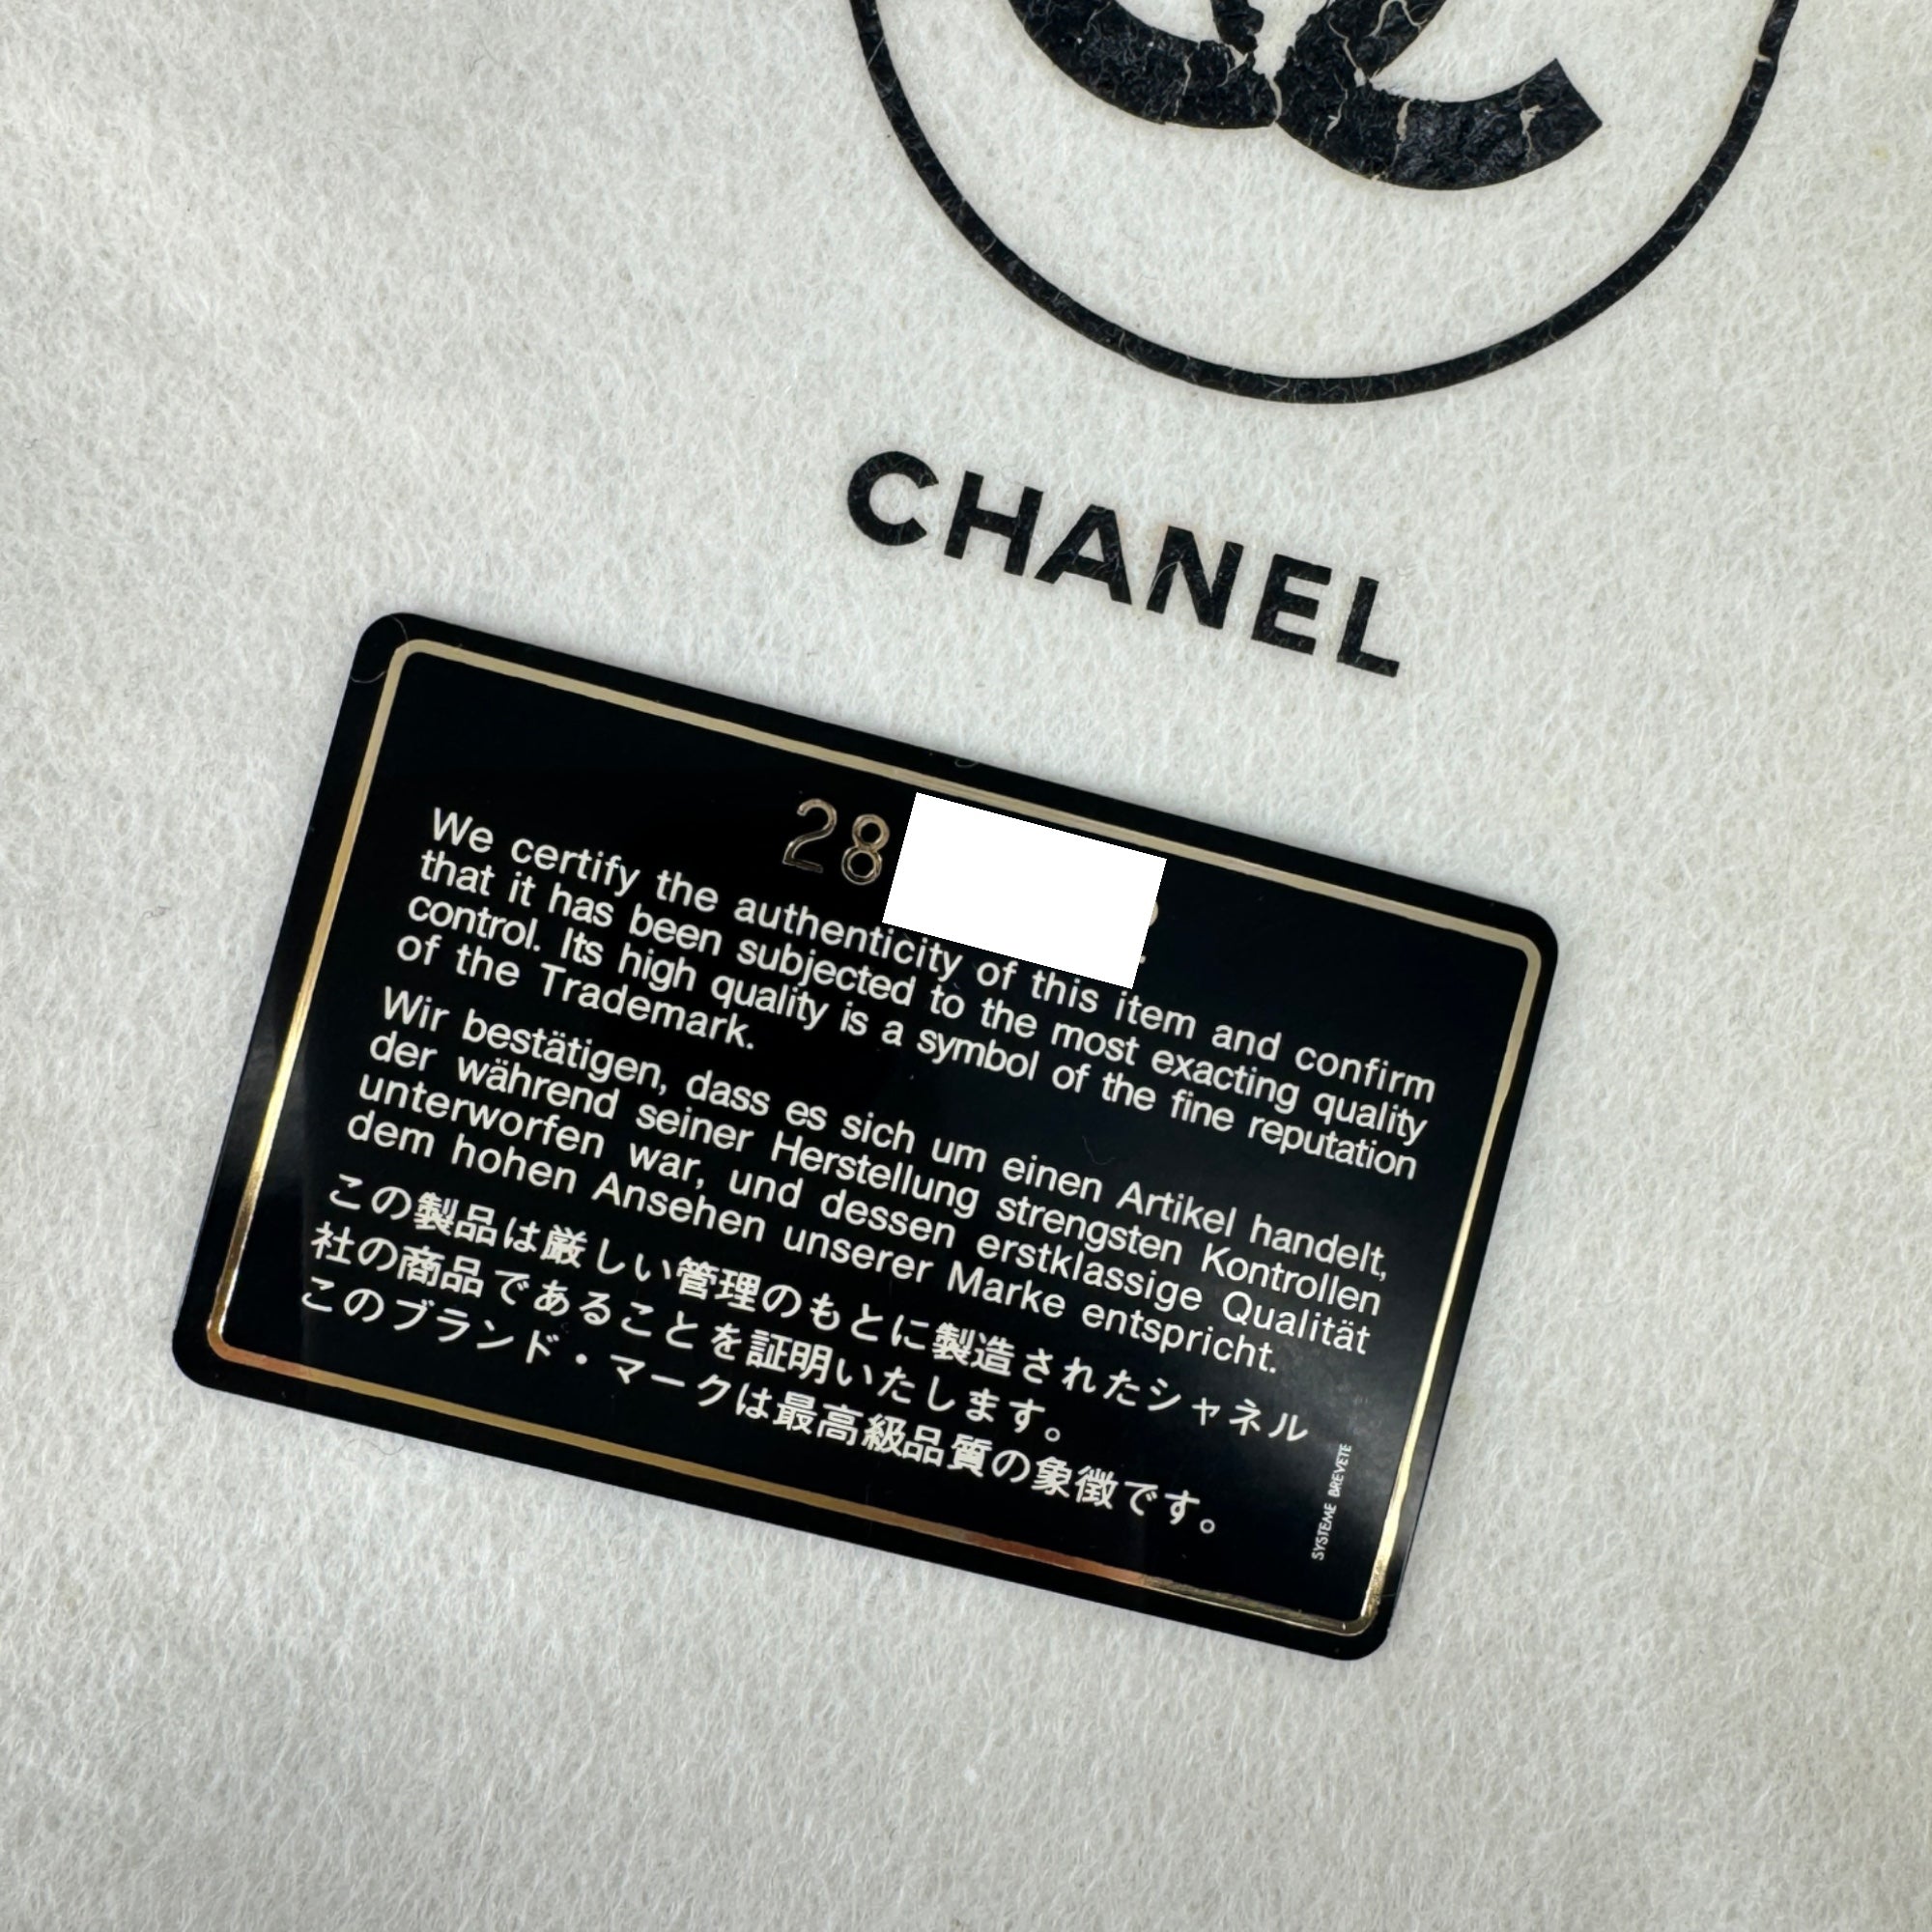 CHANEL
28
We certify the authenticity of this item and confirm
that it has been subjected to the most exacting quality
control. Its high quality is a symbol of the fine reputation
of the Trademark.
Wir bestätigen, dass es sich um einen Artikel handelt,
der während seiner Herstellung strengsten Kontrollen
unterworfen war, und dessen erstklassige Qualität
dem hohen Ansehen unserer Marke entspricht.
この製品は厳しい管理のもとに製造されたシャネル
社の商品であることを証明いたします。
このブランド・マークは最高級品質の象徴です。
SYSTEME BREVETE